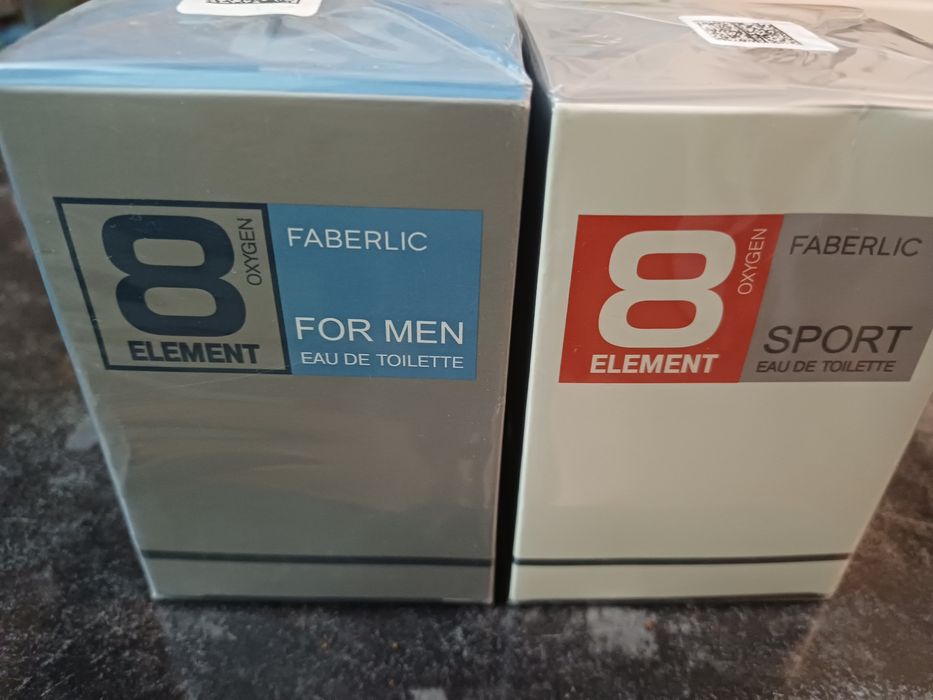 8
OXYGEN
ELEMENT
FABERLIC
FOR MEN
EAU DE TOILETTE
8
OXYGEN
ELEMENT
FABERLIC
SPORT
EAU DE TOILETTE